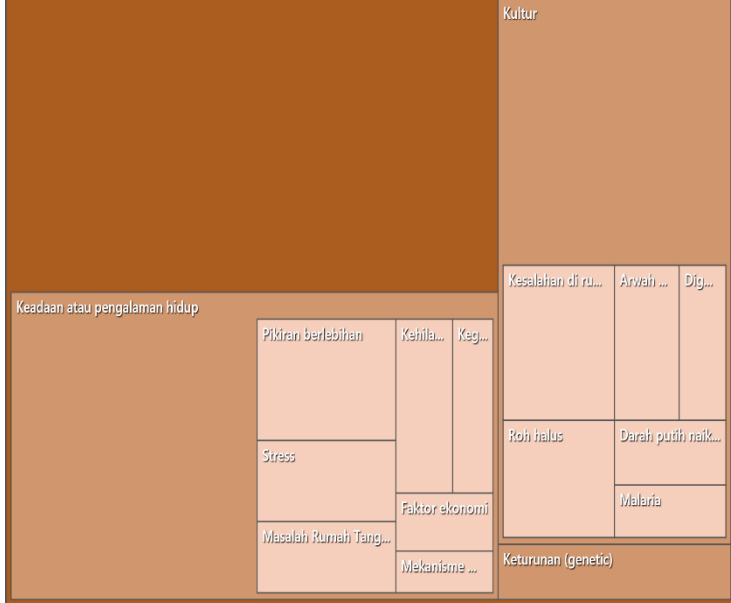 Kultur
Kesalahan di ru...
Arwah ...
Dig...
Roh halus
Darah putih naik...
Malaria
Keturunan (genetic)
Keadaan atau pengalaman hidup
Pikiran berlebihan
Kehila...
Keg...
Stress
Faktor ekonomi
Masalah Rumah Tang...
Mekanisme ...